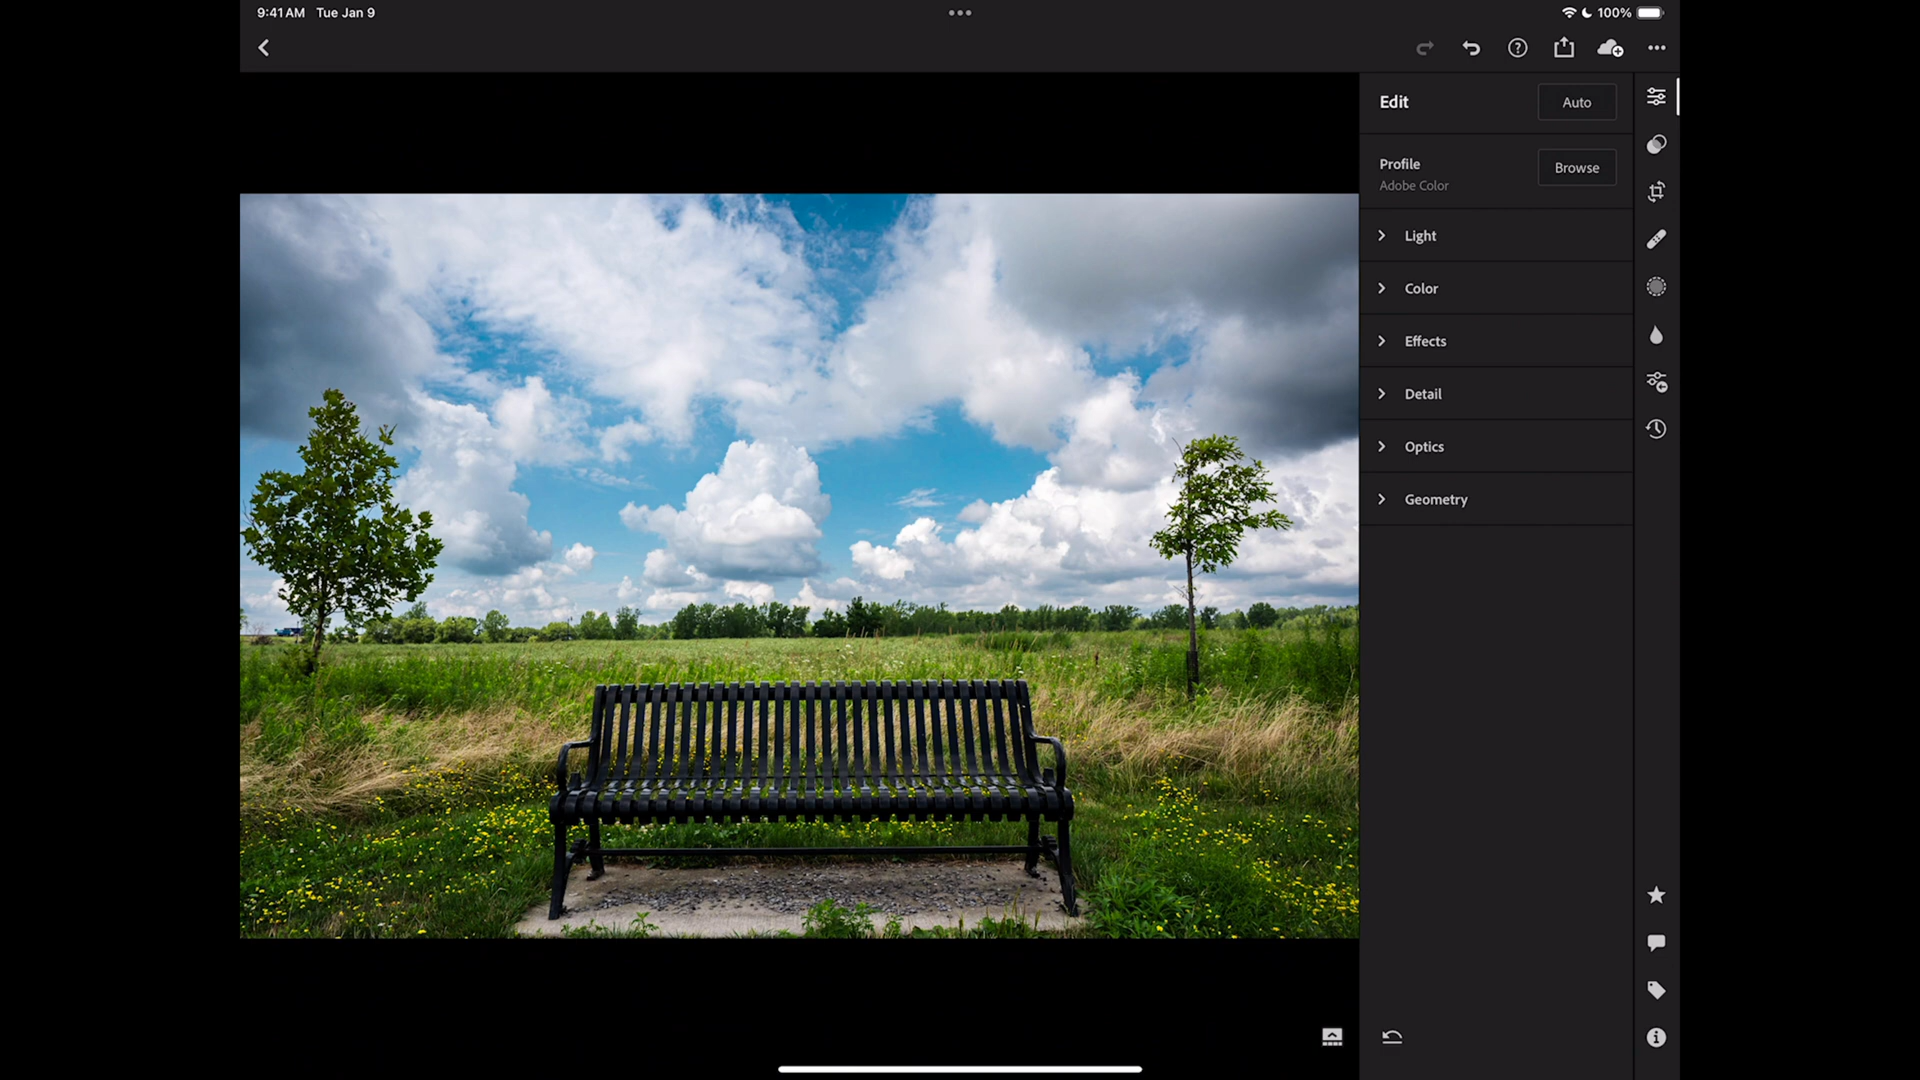 9:41 AM Tue Jan 9
100%
Edit
Auto
Profile
Adobe Color
Browse
Light
Color
Effects
Detail
Optics
Geometry